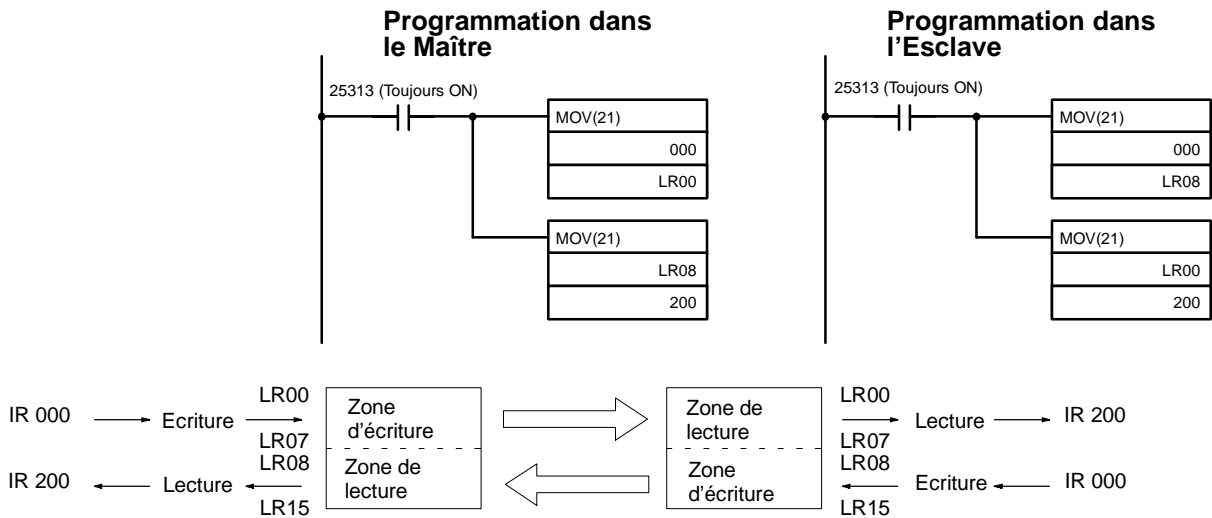 Programmation dans
le Maître
25313 (Toujours ON)
MOV(21)
000
LR00
MOV(21)
LR08
200
Programmation dans
l'Esclave
25313 (Toujours ON)
MOV(21)
000
LR08
MOV(21)
LR00
200
IR 000
Ecriture
LR00
LR07
Zone
d'écriture
Zone de
lecture
LR00
LR07
Lecture
IR 200
IR 200
Lecture
LR08
LR15
Zone de
lecture
Zone
d'écriture
LR08
LR15
Ecriture
IR 000